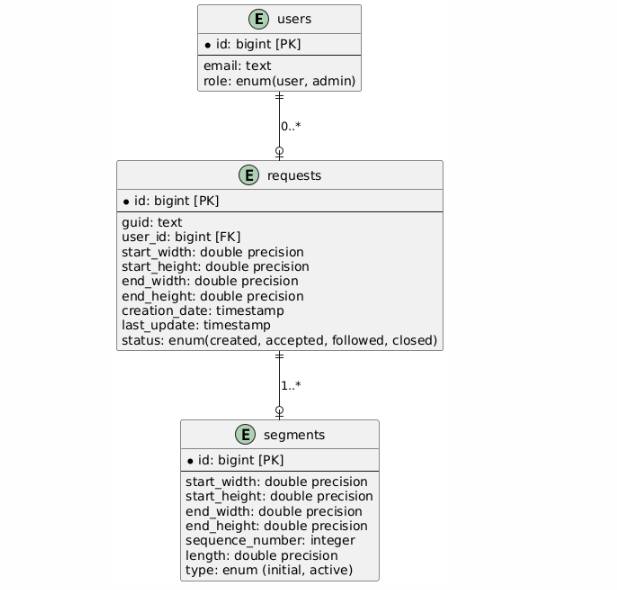 E users
* id: bigint [PK]
email: text
role: enum(user, admin)
0..*
E requests
* id: bigint [PK]
guid: text
user_id: bigint [FK]
start_width: double precision
start_height: double precision
end_width: double precision
end_height: double precision
creation_date: timestamp
last_update: timestamp
status: enum(created, accepted, followed, closed)
1..*
E segments
* id: bigint [PK]
start_width: double precision
start_height: double precision
end_width: double precision
end_height: double precision
sequence_number: integer
length: double precision
type: enum (initial, active)